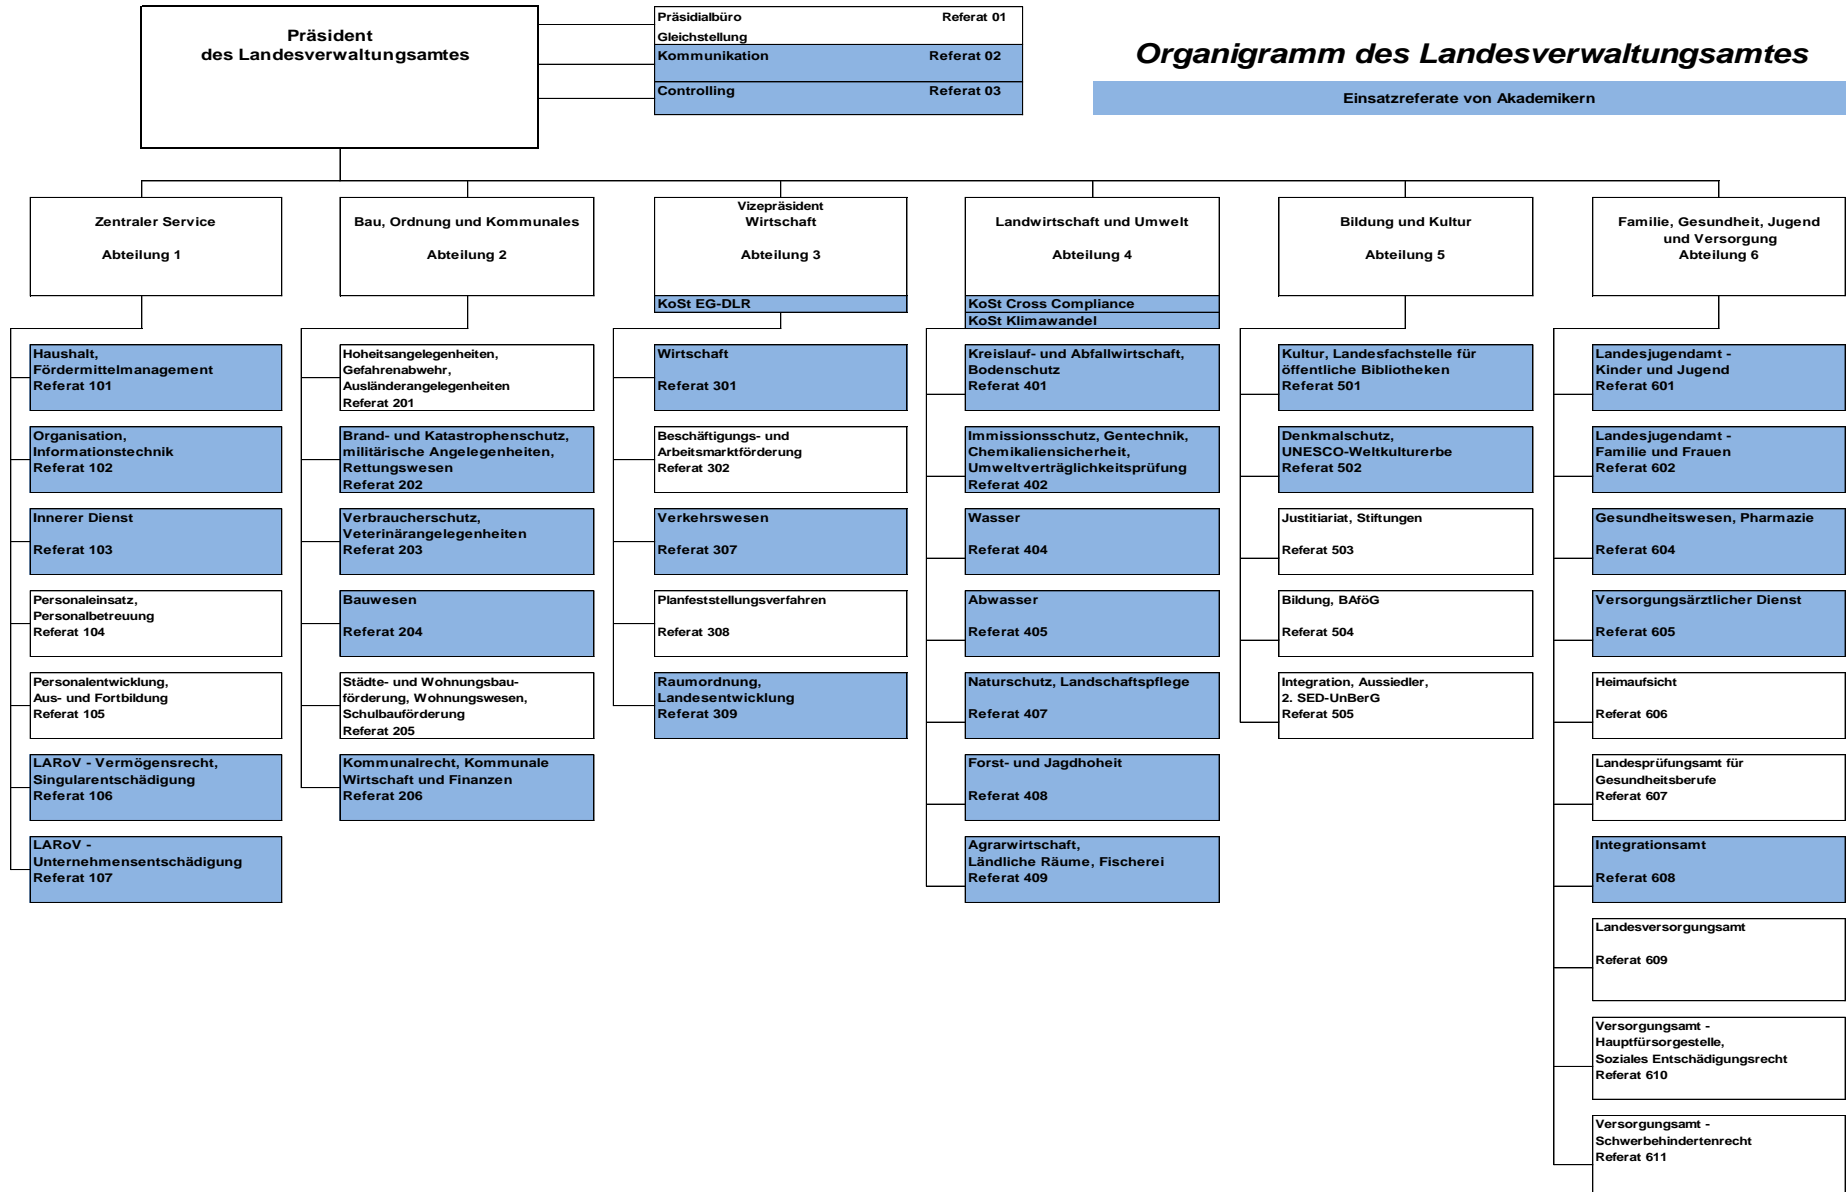 Präsident
des Landesverwaltungsamtes
Präsidialbüro Referat 01
Gleichstellung
Kommunikation Referat 02
Controlling Referat 03
Organigramm des Landesverwaltungsamtes
Einsatzreferate von Akademikern
Zentraler Service
Abteilung 1
Bau, Ordnung und Kommunales
Abteilung 2
Vizepräsident
Wirtschaft
Abteilung 3
KoSt EG-DLR
Landwirtschaft und Umwelt
Abteilung 4
KoSt Cross Compliance
KoSt Klimawandel
Bildung und Kultur
Abteilung 5
Familie, Gesundheit, Jugend
und Versorgung
Abteilung 6
Haushalt,
Fördermittelmanagement
Referat 101
Organisation,
Informationstechnik
Referat 102
Innerer Dienst
Referat 103
Personaleinsatz,
Personalbetreuung
Referat 104
Personalentwicklung,
Aus- und Fortbildung
Referat 105
LARoV - Vermögensrecht,
Singularentschädigung
Referat 106
LARoV -
Unternehmensentschädigung
Referat 107
Hoheitsangelegenheiten,
Gefahrenabwehr,
Ausländerangelegenheiten
Referat 201
Brand- und Katastrophenschutz,
militärische Angelegenheiten,
Rettungswesen
Referat 202
Verbraucherschutz,
Veterinärangelegenheiten
Referat 203
Bauwesen
Referat 204
Städte- und Wohnungsbau-
förderung, Wohnungswesen,
Schulbauförderung
Referat 205
Kommunalrecht, Kommunale
Wirtschaft und Finanzen
Referat 206
Wirtschaft
Referat 301
Beschäftigungs- und
Arbeitsmarktförderung
Referat 302
Verkehrswesen
Referat 307
Planfeststellungsverfahren
Referat 308
Raumordnung,
Landesentwicklung
Referat 309
Kreislauf- und Abfallwirtschaft,
Bodenschutz
Referat 401
Immissionsschutz, Gentechnik,
Chemikaliensicherheit,
Umweltverträglichkeitsprüfung
Referat 402
Wasser
Referat 404
Abwasser
Referat 405
Naturschutz, Landschaftspflege
Referat 407
Forst- und Jagdhoheit
Referat 408
Agrarwirtschaft,
Ländliche Räume, Fischerei
Referat 409
Kultur, Landesfachstelle für
öffentliche Bibliotheken
Referat 501
Denkmalschutz,
UNESCO-Weltkulturerbe
Referat 502
Justitiariat, Stiftungen
Referat 503
Bildung, BAföG
Referat 504
Integration, Aussiedler,
2. SED-UnBerG
Referat 505
Landesjugendamt -
Kinder und Jugend
Referat 601
Landesjugendamt -
Familie und Frauen
Referat 602
Gesundheitswesen, Pharmazie
Referat 604
Versorgungsärztlicher Dienst
Referat 605
Heimaufsicht
Referat 606
Landesprüfungsamt für
Gesundheitsberufe
Referat 607
Integrationsamt
Referat 608
Landesversorgungsamt
Referat 609
Versorgungsamt -
Hauptfürsorgestelle,
Soziales Entschädigungsrecht
Referat 610
Versorgungsamt -
Schwerbehindertenrecht
Referat 611